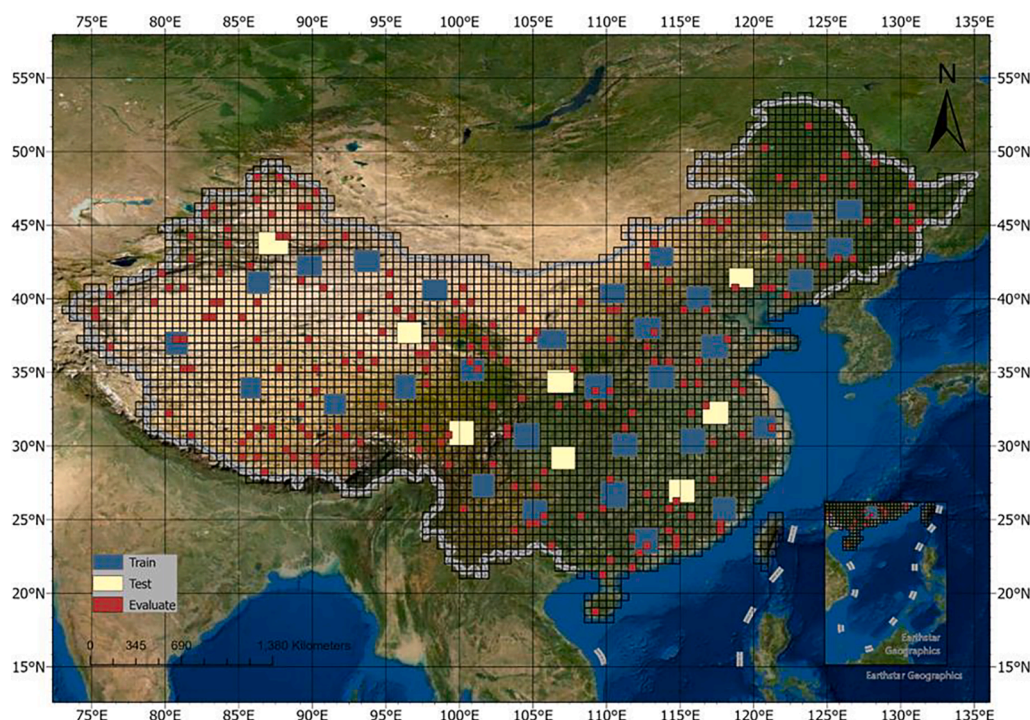 75°E 80°E 85°E 90°E 95°E 100°E 105°E 110°E 115°E 120°E 125°E 130°E 135°E
55°N 55°N
N
50°N 50°N
45°N 45°N
40°N 40°N
35°N 35°N
30°N 30°N
25°N 25°N
Train
Test
20°N 20°N
Evaluate
0 345 690 1,380 Kilometers
Earthstar
Geographics
15°N 15°N
Earthstar Geographics
75°E 80°E 85°E 90°E 95°E 100°E 105°E 110°E 115°E 120°E 125°E 130°E 135°E